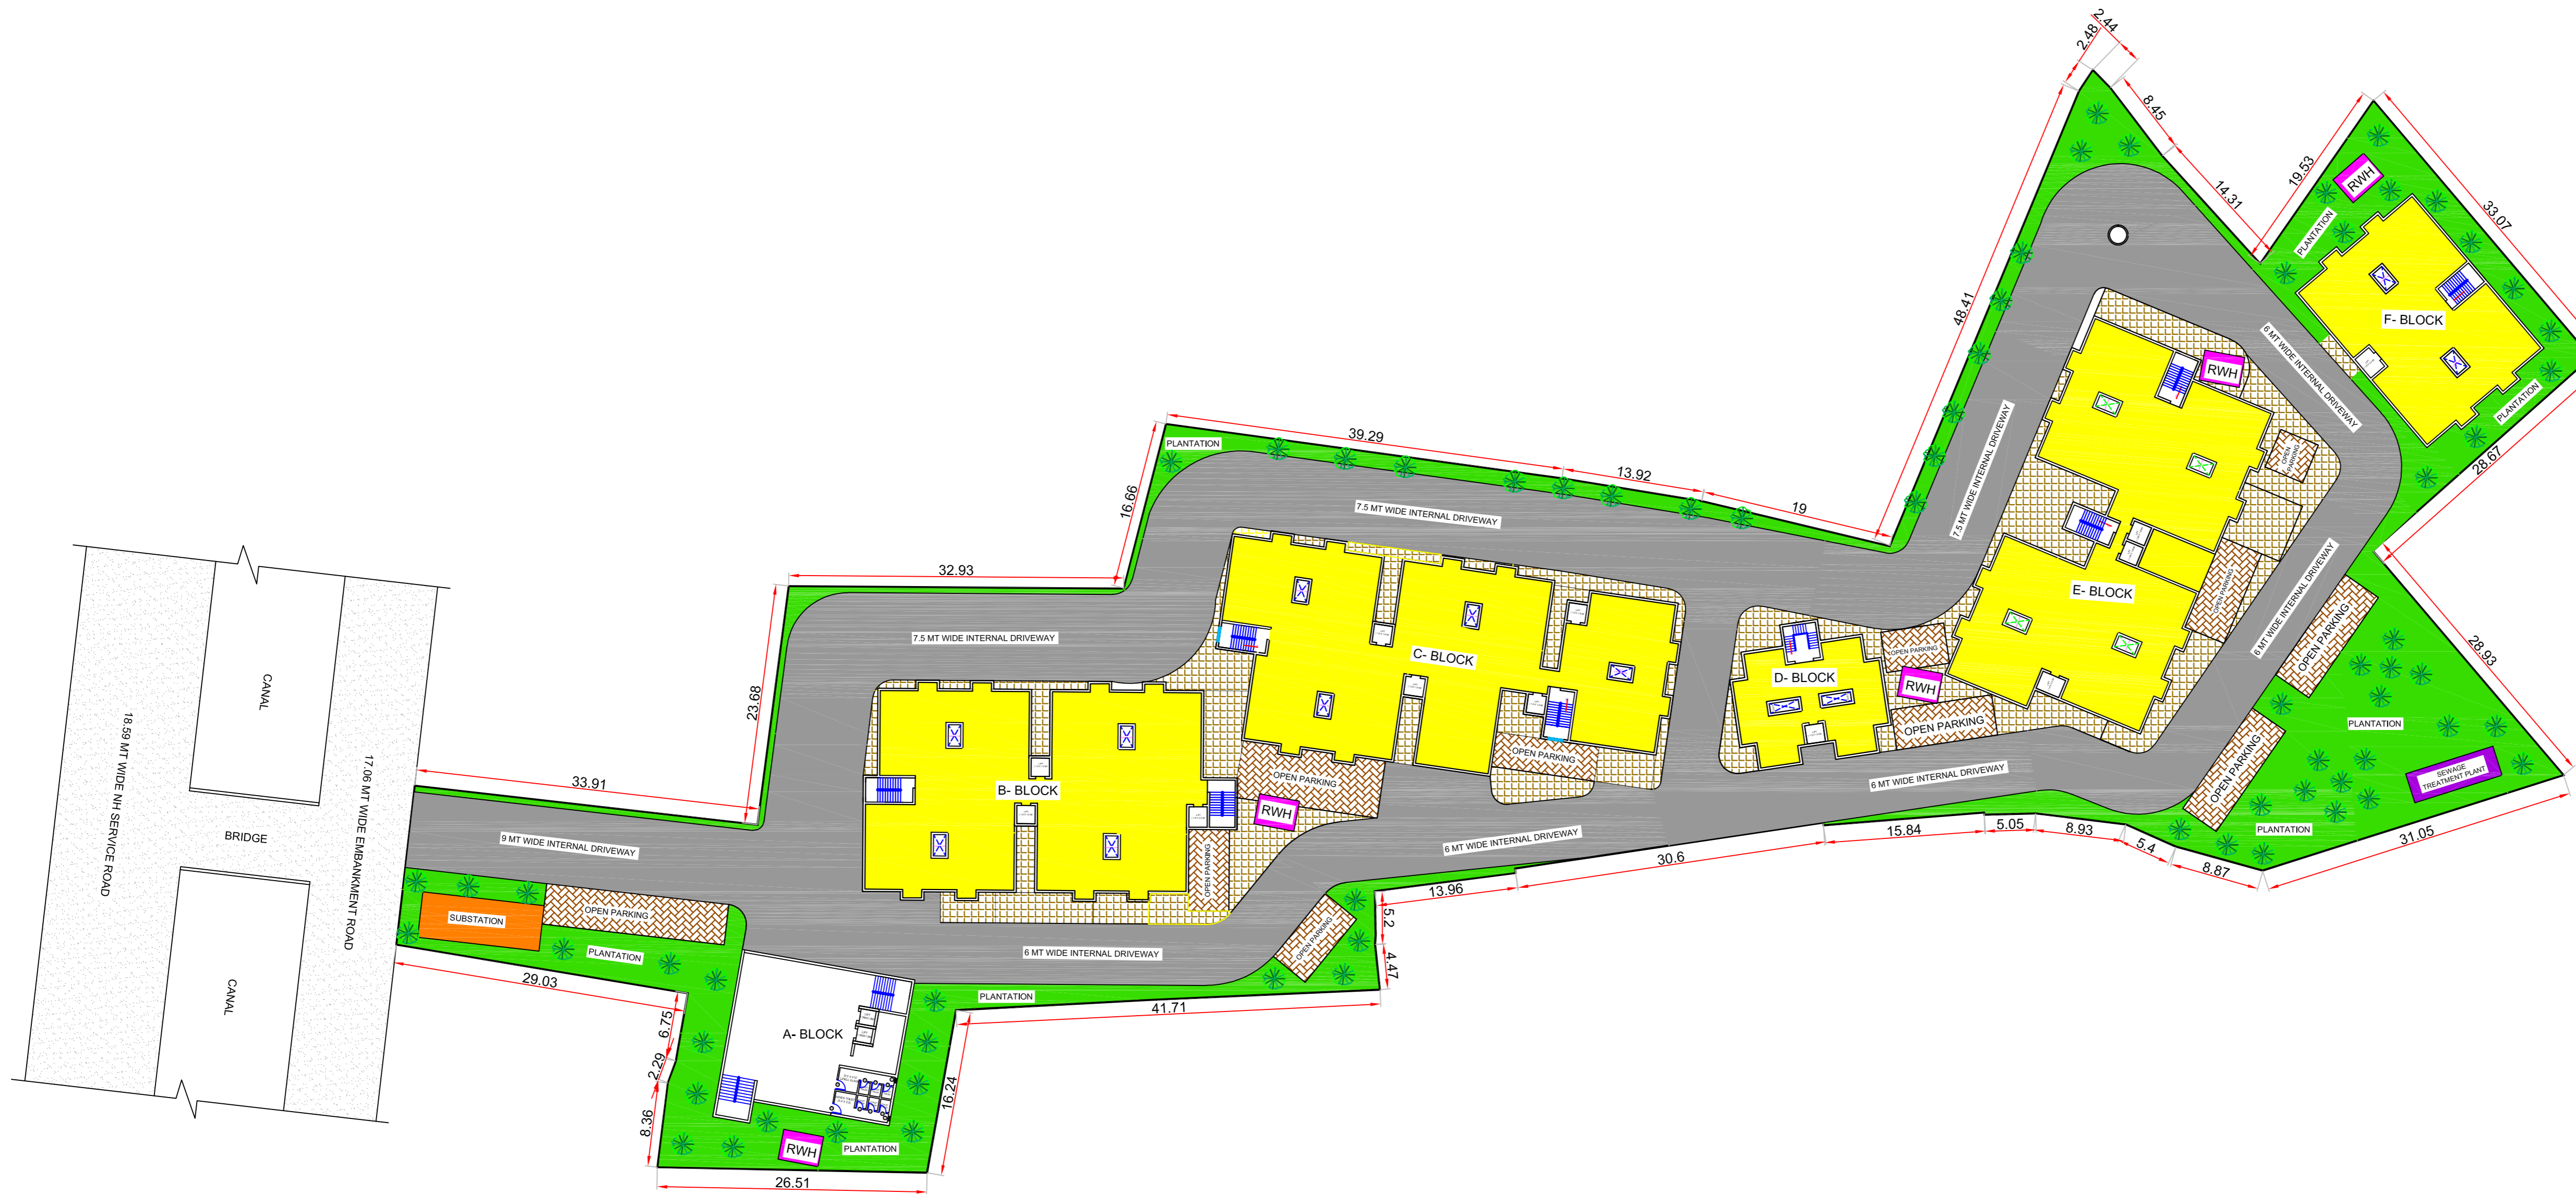 2.44
2.48
8.45
14.31
19.53
33.07
RWH
PLANTATION
F- BLOCK
6 MT WIDE INTERNAL DRIVEWAY
PLANTATION
28.67
48.41
7.5 MT WIDE INTERNAL DRIVEWAY
RWH
OPEN
PARKING
E- BLOCK
OPEN PARKING
6 MT WIDE INTERNAL DRIVEWAY
OPEN PARKING
28.93
PLANTATION
SEWAGE
TREATMENT PLANT
OPEN PARKING
PLANTATION
31.05
39.29
13.92
19
PLANTATION
16.66
7.5 MT WIDE INTERNAL DRIVEWAY
32.93
7.5 MT WIDE INTERNAL DRIVEWAY
23.68
C- BLOCK
OPEN PARKING
OPEN PARKING
RWH
D- BLOCK
OPEN PARKING
RWH
OPEN PARKING
6 MT WIDE INTERNAL DRIVEWAY
6 MT WIDE INTERNAL DRIVEWAY
15.84
5.05
8.93
5.4
8.87
30.6
13.96
5.2
4.47
B- BLOCK
OPEN PARKING
OPEN PARKING
6 MT WIDE INTERNAL DRIVEWAY
PLANTATION
41.71
33.91
9 MT WIDE INTERNAL DRIVEWAY
18.59 MT WIDE NH SERVICE ROAD
CANAL
BRIDGE
CANAL
17.06 MT WIDE EMBANKMENT ROAD
SUBSTATION
OPEN PARKING
PLANTATION
29.03
6.75
2.29
8.36
A- BLOCK
RWH
PLANTATION
16.24
26.51